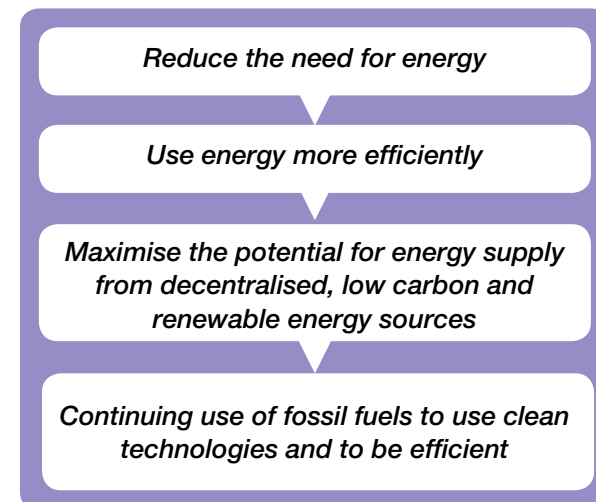 Reduce the need for energy
Use energy more efficiently
Maximise the potential for energy supply
from decentralised, low carbon and
renewable energy sources
Continuing use of fossil fuels to use clean
technologies and to be efficient